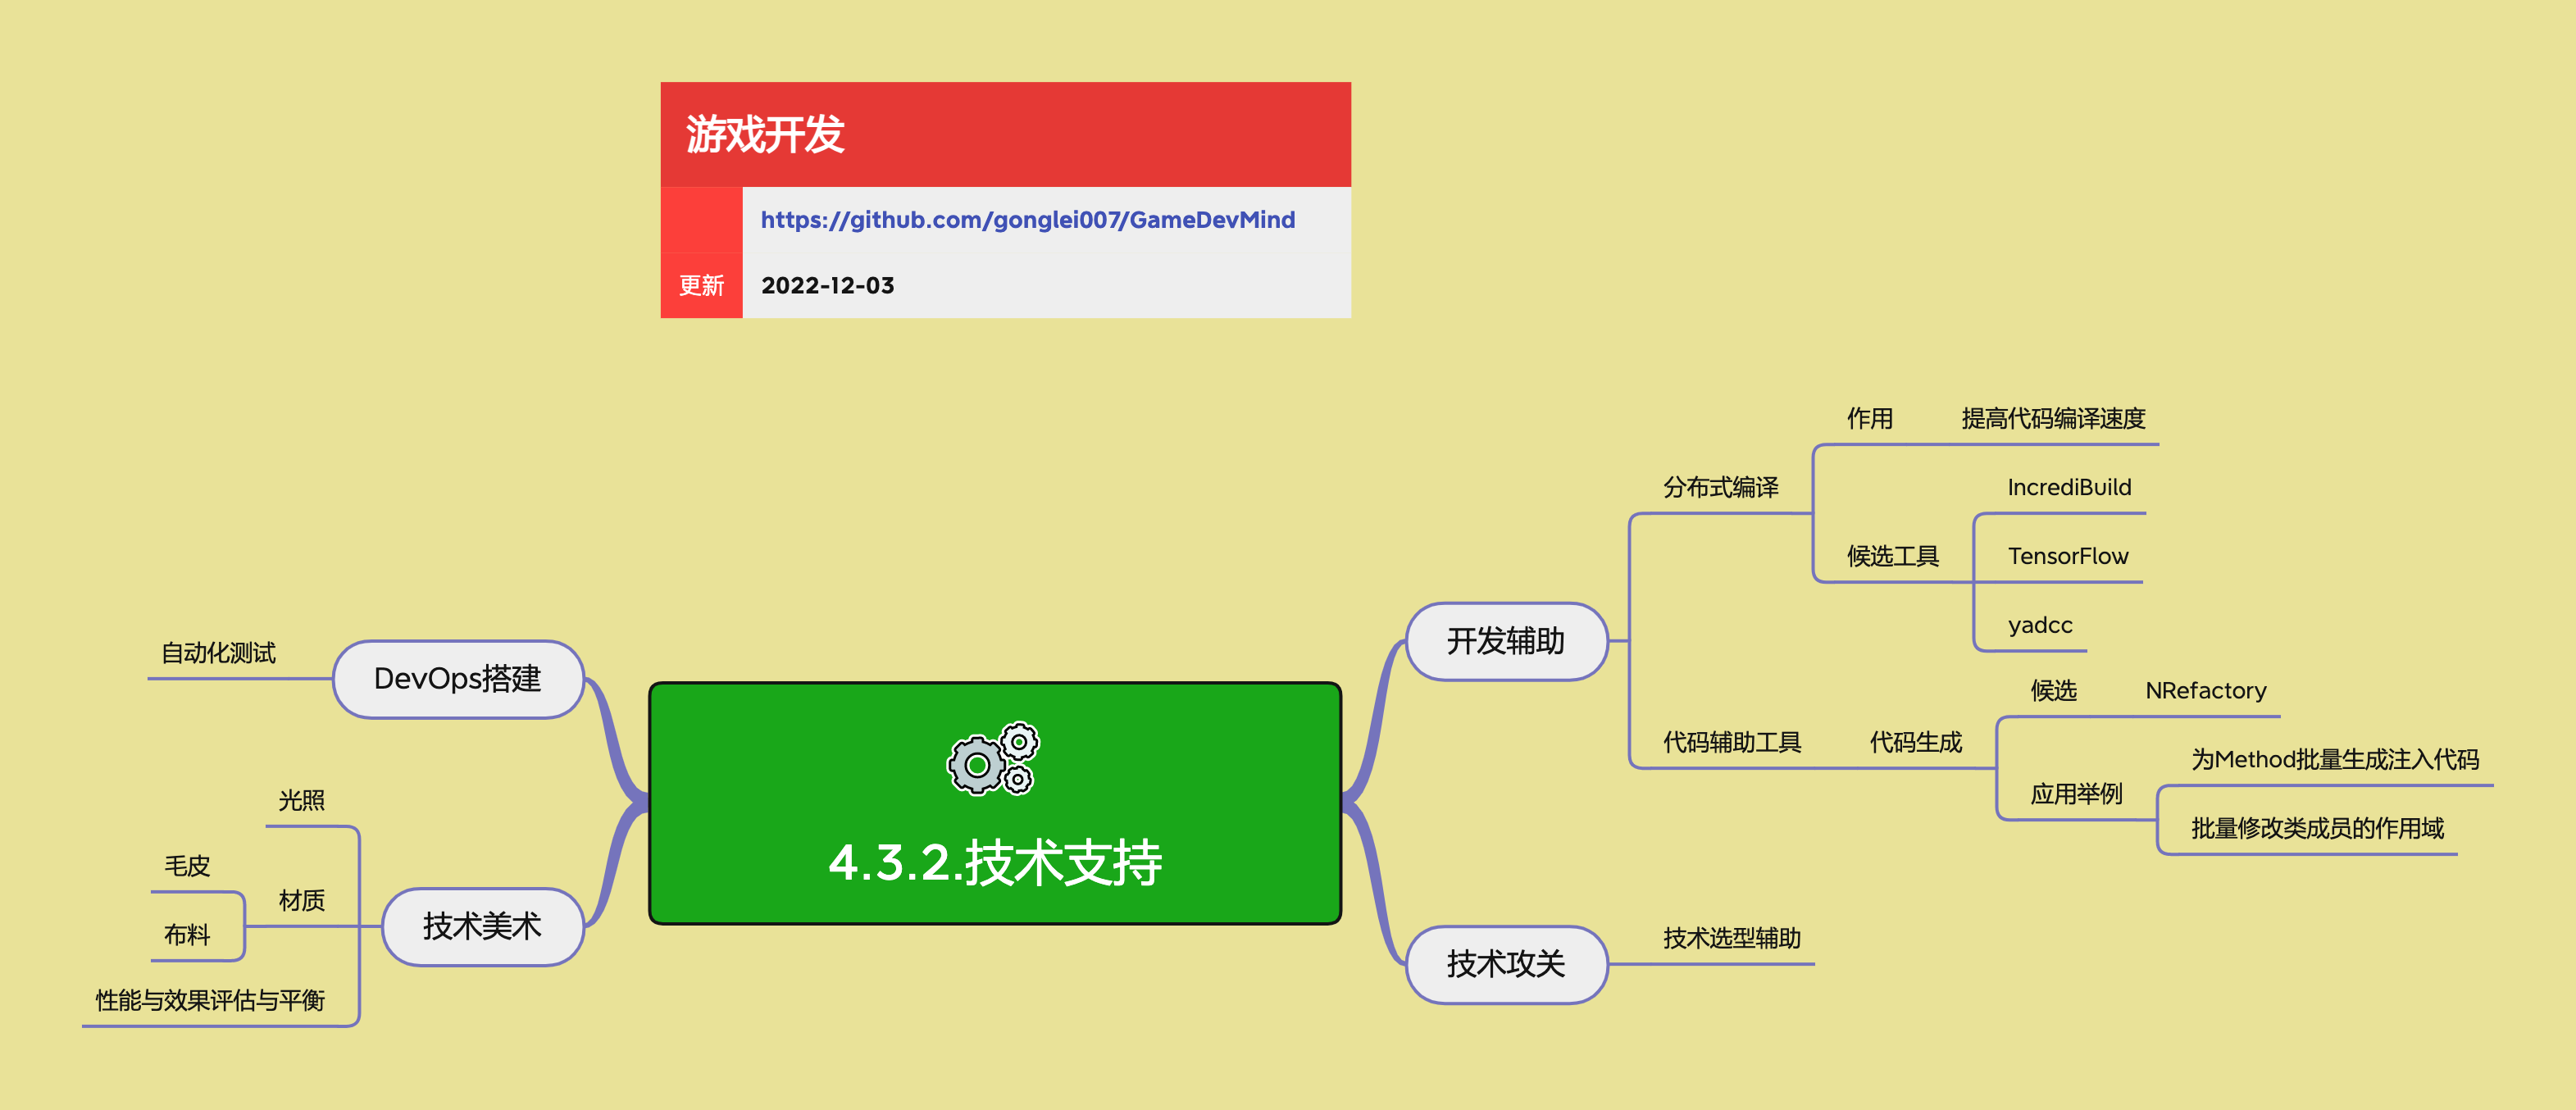 游戏开发
https://github.com/gonglei007/GameDevMind
更新
2022-12-03
4.3.2.技术支持
开发辅助
分布式编译
作用
提高代码编译速度
候选工具
IncrediBuild
TensorFlow
yadcc
代码辅助工具
代码生成
候选
NRefactory
应用举例
为Method批量生成注入代码
批量修改类成员的作用域
技术攻关
技术选型辅助
DevOps搭建
自动化测试
技术美术
光照
材质
毛皮
布料
性能与效果评估与平衡